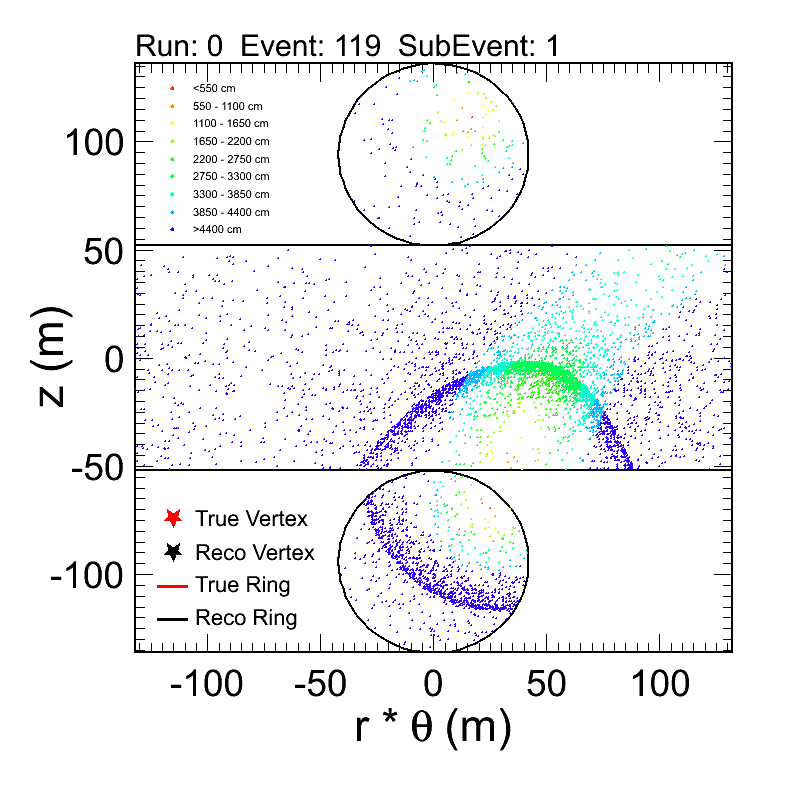 Run: 0 Event: 119 SubEvent: 1
<550 cm
550 - 1100 cm
1100 - 1650 cm
1650 - 2200 cm
2200 - 2750 cm
2750 - 3300 cm
3300 - 3850 cm
3850 - 4400 cm
>4400 cm
100
50
0
-50
-100
z (m)
True Vertex
Reco Vertex
True Ring
Reco Ring
-100 -50 0 50 100
r * θ (m)